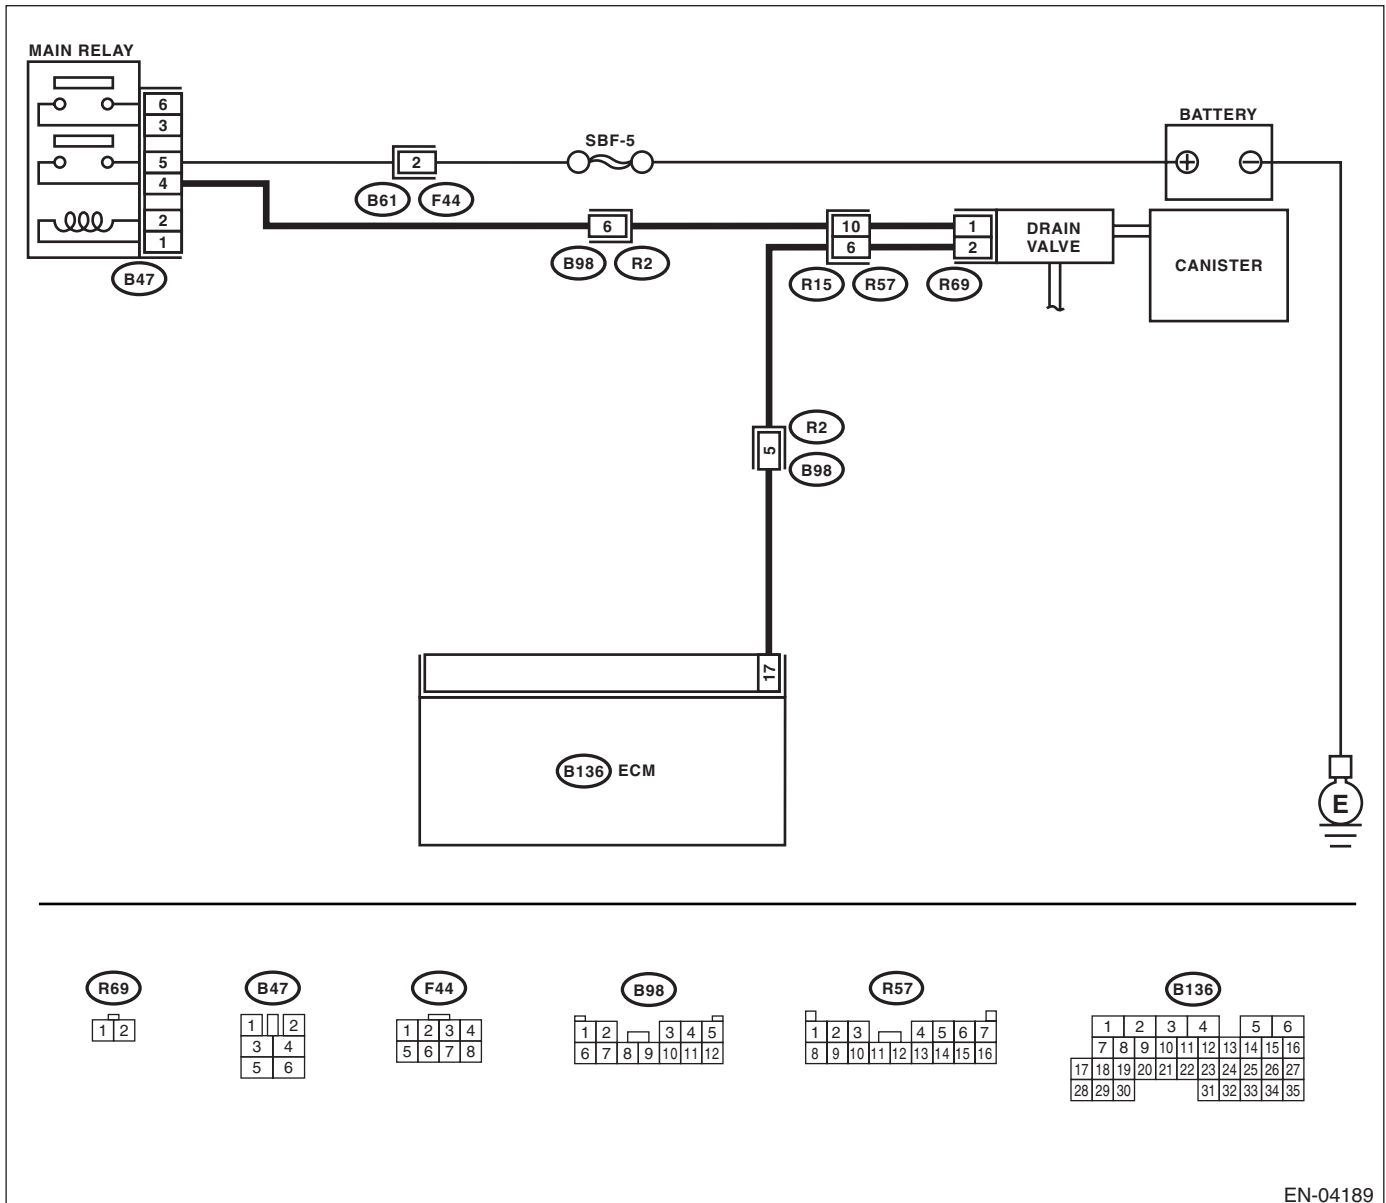 MAIN RELAY
6
3
5
4
2
1
B47
2
B61 F44
SBF-5
BATTERY
+ −
6
B98 R2
10
6
R15 R57
1
2
R69
DRAIN
VALVE
CANISTER
5
R2
B98
17
B136 ECM
E
R69
1 2
B47
1 2
3 4
5 6
F44
1 2 3 4
5 6 7 8
B98
1 2 3 4 5
6 7 8 9 10 11 12
R57
1 2 3 4 5 6 7
8 9 10 11 12 13 14 15 16
B136
1 2 3 4 5 6
7 8 9 10 11 12 13 14 15 16
17 18 19 20 21 22 23 24 25 26 27
28 29 30 31 32 33 34 35
EN-04189